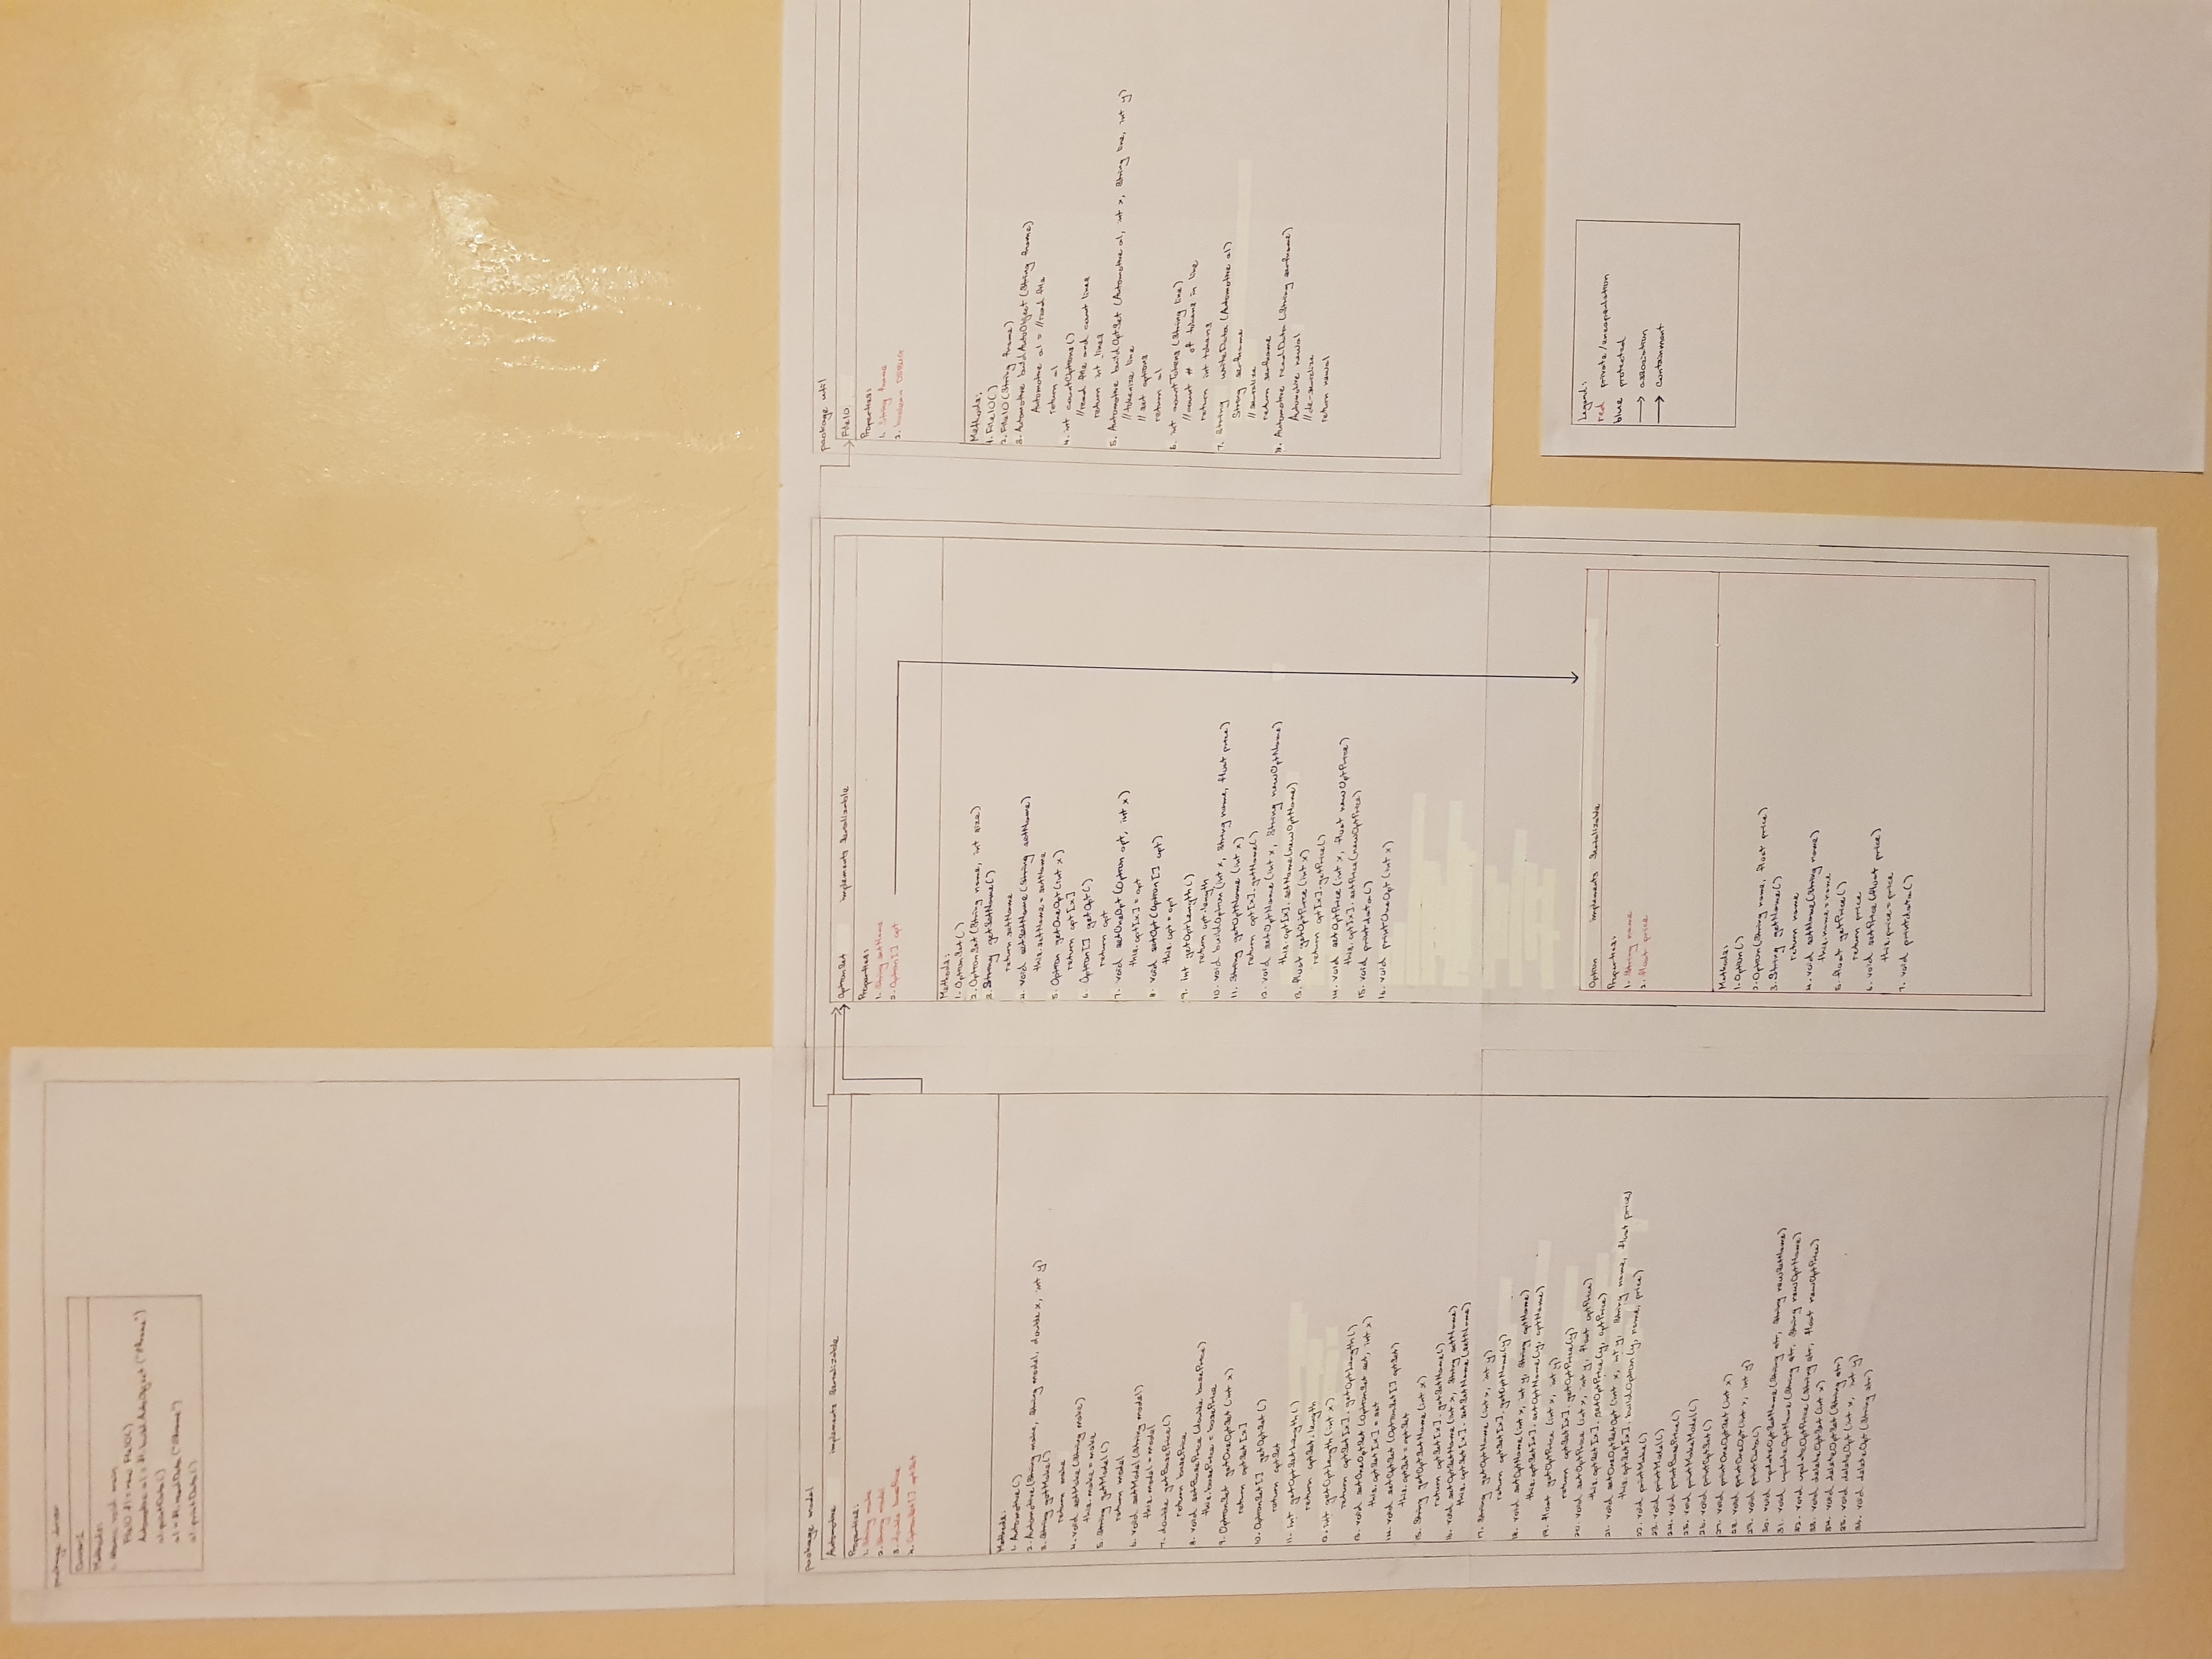 package driver
Driver1
Methods:
1. static void main
FileIO f1 = new FileIO()
Automotive a1 = f1.buildAutoObject("Fname")
a1.printData()
a1 = f1.readData("Fname")
a1.printData()
package model
Automotive implements Serializable
Properties:
1. String make
2. String model
3. double basePrice
4. OptionSet[] optSet
Methods:
1. Automotive()
2. Automotive(String make, String model, double x, int y)
3. String getMake()
return make
4. void setMake(String make)
this.make = make
5. String getModel()
return model
6. void setModel(String model)
this.model = model
7. double getBasePrice()
return basePrice
8. void setBasePrice(double basePrice)
this.basePrice = basePrice
9. OptionSet getOneOptSet(int x)
return optSet[x]
10. OptionSet[] getOptSet()
return optSet
11. int getOptSetLength()
return optSet.length
12. int getOptLength(int x)
return optSet[x].getOptLength()
13. void setOneOptSet(OptionSet set, int x)
this.optSet[x] = set
14. void setOptSet(OptionSet[] optSet)
this.optSet = optSet
15. String getOptSetName(int x)
return optSet[x].getSetName()
16. void setOptSetName(int x, String setName)
this.optSet[x].setSetName(setName)
17. String getOptName(int x, int y)
return optSet[x].getOptName(y)
18. void setOptName(int x, int y, String optName)
this.optSet[x].setOptName(y, optName)
19. float getOptPrice (int x, int y)
return optSet[x].getOptPrice(y)
20. void setOptPrice (int x, int y, float optPrice)
this.optSet[x].getOptPrice(y, optPrice)
21. void setOneOptSetOpt (int x, int y, String name, float price)
this.optSet[x].buildOption(y, name, price)
22. void printMake()
23. void printModel()
24. void printBasePrice()
25. void printMakeModel()
26. void printOptSet()
27. void printOneOptSet(int x)
28. void printOneOpt(int x, int y)
29. void printData()
30. void updateOptSetName(String str, String newSetName)
31. void updateOptName(String str, String newOptName)
32. void updateOptPrice(String str, float newOptPrice)
33. void deleteOptSet(int x)
34. void deleteOptSet(String str)
35. void deleteOpt(int x, int y)
36. void deleteOpt(String str)
OptionSet implements Serializable
Properties:
1. String setName
2. Option[] opt
Methods:
1. OptionSet()
2. OptionSet(String name, int size)
3. String getSetName()
return setName
4. void setSetName(String setName)
this.setName = setName
5. Option getOneOpt(int x)
return opt[x]
6. Option[] getOpt()
return opt
7. void setOneOpt(Option opt, int x)
this.opt[x] = opt
8. void setOpt(Option[] opt)
this.opt = opt
9. int getOptLength()
return opt.length
10. void buildOption(int x, String name, float price)
11. String getOptName(int x)
return opt[x].getName()
12. void setOptName(int x, String newOptName)
this.opt[x].setName(newOptName)
13. float getOptPrice(int x)
return opt[x].getPrice()
14. void setOptPrice(int x, float newOptPrice)
this.opt[x].setPrice(newOptPrice)
15. void printdata()
16. void printOneOpt(int x)
Option implements Serializable
Properties:
1. String name
2. float price
Methods:
1. Option()
2. Option(String name, float price)
3. String getName()
return name
4. void setName(String name)
this.name = name
5. float getPrice()
return price
6. void setPrice(float price)
this.price = price
7. void printdata()
package util
FileIO
Properties:
1. String fname
2. boolean DEBUG
Methods:
1. FileIO()
2. FileIO(String fname)
3. Automotive buildAutoObject(String fname)
Automotive a1 = //read file
return a1
4. int countOptions()
//read file and count lines
return int lines
5. Automotive buildOptSet (Automotive a1, int x, String line, int y)
//tokenize line
// set options
return a1
6. int countTokens(String line)
//count # of tokens in line
return int tokens
7. String writeData(Automotive a1)
String serfname
// serialize
return serfname
8. Automotive readData(String serfname)
Automotive newa1
//de-serialize
return newa1
Legend:
red private/encapsulation
blue protected
→ association
→ containment